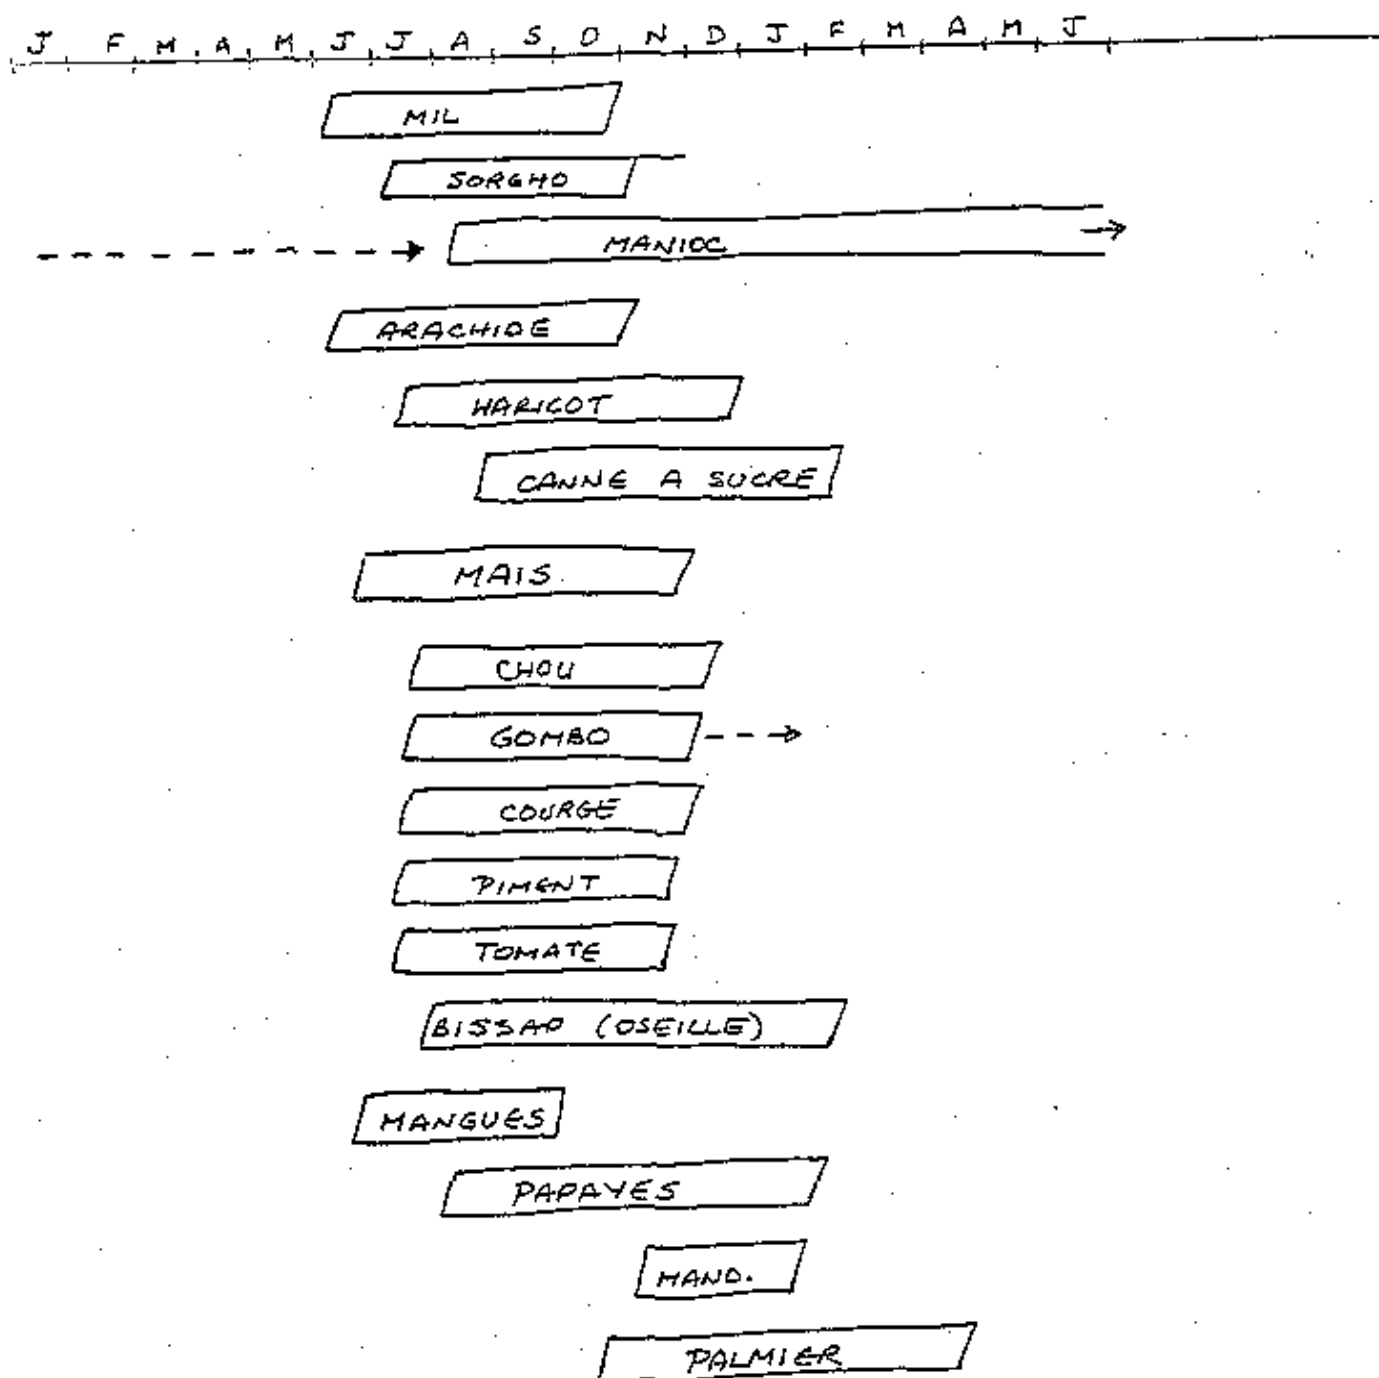 J F M A M J J A S O N D J F M A M J
MIL
SORGHO
MANIOC
ARACHIDE
HARICOT
CANNE A SUCRE
MAIS
CHOU
GOMBO
COURGE
PIMENT
TOMATE
BISSAP (OSEILLE)
MANGUES
PAPAYES
MAND.
PALMIER